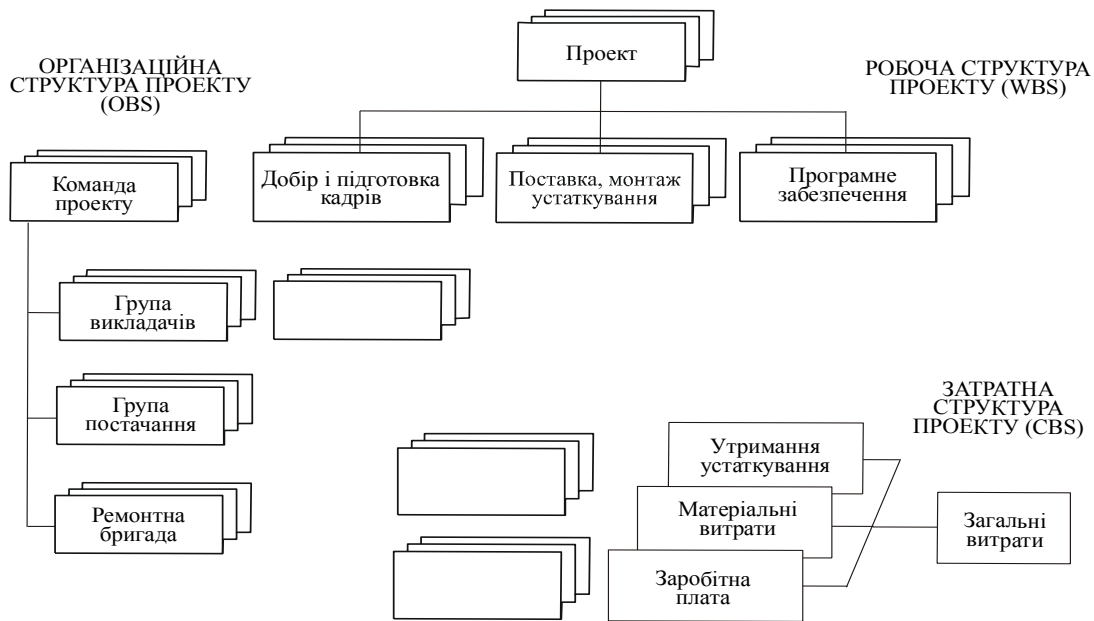 Проект
ОРГАНІЗАЦІЙНА
СТРУКТУРА ПРОЕКТУ
(OBS)
РОБОЧА СТРУКТУРА
ПРОЕКТУ (WBS)
Команда
проекту
Добір і підготовка
кадрів
Поставка, монтаж
устаткування
Програмне
забезпечення
Група
викладачів
Група
постачання
Ремонтна
бригада
ЗАТРАТНА
СТРУКТУРА
ПРОЕКТУ (CBS)
Утримання
устаткування
Матеріальні
витрати
Заробітна
плата
Загальні
витрати